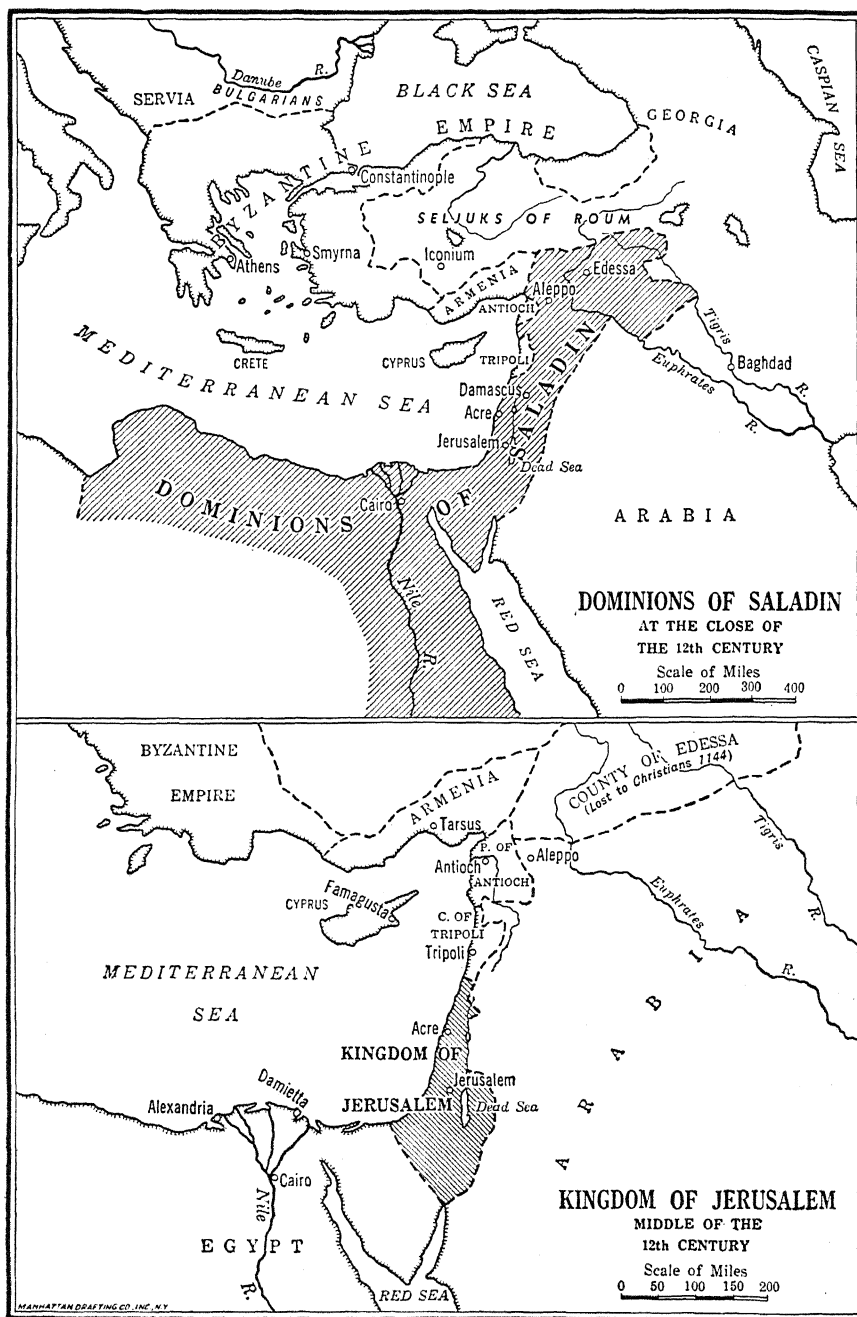 Danube R.
SERVIA
BULGARIANS
BLACK SEA
CASPIAN SEA
GEORGIA
BYZANTINE EMPIRE
Constantinople
SELJUKS OF ROUM
Athens
Smyrna
Iconium
ARMENIA
Edessa
Aleppo
ANTIOCH
CRETE
CYPRUS
TRIPOLI
MEDITERRANEAN SEA
Tigris R.
Baghdad
Euphrates R.
Damascus
Acre
Jerusalem
Dead Sea
DOMINIONS OF SALADIN
Cairo
ARABIA
Nile R.
RED SEA
DOMINIONS OF SALADIN
AT THE CLOSE OF
THE 12th CENTURY
Scale of Miles
0 100 200 300 400
BYZANTINE
EMPIRE
ARMENIA
COUNTY OF EDESSA
(Lost to Christians 1144)
Tarsus
P. OF
ANTIOCH
Antioch
Aleppo
Tigris R.
Famagusta
CYPRUS
C. OF
TRIPOLI
Tripoli
Euphrates R.
MEDITERRANEAN
SEA
ARABIA
Acre
KINGDOM OF
JERUSALEM
Jerusalem
Dead Sea
Damietta
Alexandria
Cairo
Nile R.
EGYPT
RED SEA
KINGDOM OF JERUSALEM
MIDDLE OF THE
12th CENTURY
Scale of Miles
0 50 100 150 200
MANHATTAN DRAFTING CO., INC., N.Y.